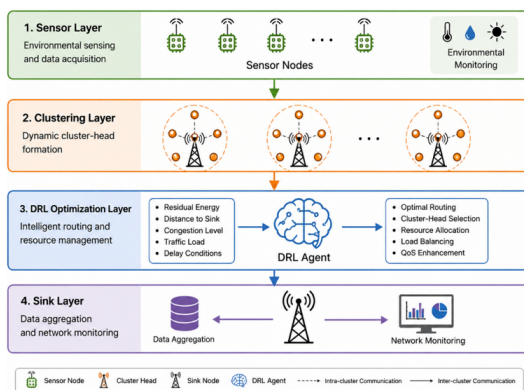 1. Sensor Layer
Environmental sensing
and data acquisition
Sensor Nodes
Environmental
Monitoring
2. Clustering Layer
Dynamic cluster-head
formation
3. DRL Optimization Layer
Intelligent routing and
resource management
• Residual Energy
• Distance to Sink
• Congestion Level
• Traffic Load
• Delay Conditions
DRL Agent
• Optimal Routing
• Cluster-Head Selection
• Resource Allocation
• Load Balancing
• QoS Enhancement
4. Sink Layer
Data aggregation
and network monitoring
Data Aggregation
Network Monitoring
Sensor Node
Cluster Head
Sink Node
DRL Agent
Intra-cluster Communication
Inter-cluster Communication